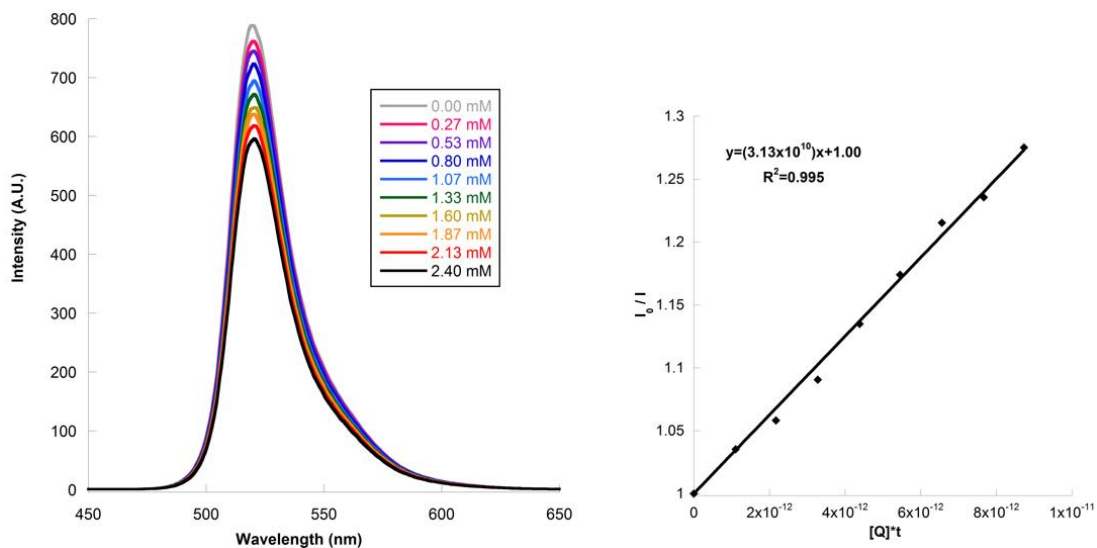 800
700
600
500
400
300
200
100
0
Intensity (A.U.)
450
500
550
600
650
Wavelength (nm)
0.00 mM
0.27 mM
0.53 mM
0.80 mM
1.07 mM
1.33 mM
1.60 mM
1.87 mM
2.13 mM
2.40 mM
1.3
1.25
1.2
1.15
1.1
1.05
1
I₀ / I
y=(3.13x10¹⁰)x+1.00
R²=0.995
0
2x10⁻¹²
4x10⁻¹²
6x10⁻¹²
8x10⁻¹²
1x10⁻¹¹
[Q]*t